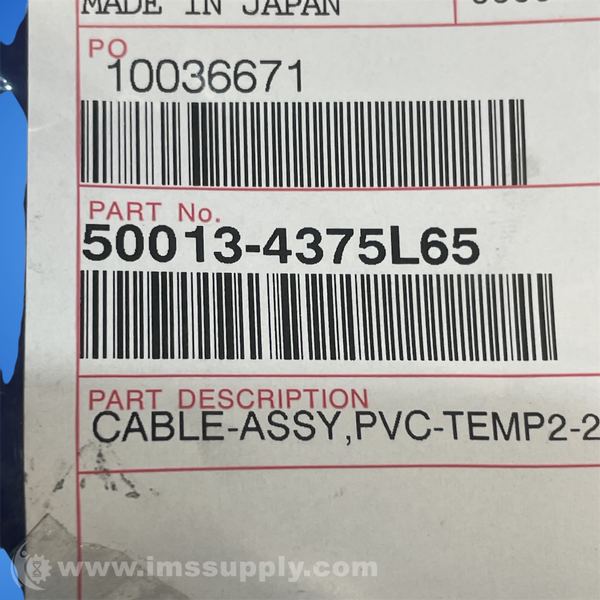 MADE IN JAPAN
PO
10036671
PART No.
50013-4375L65
PART DESCRIPTION
CABLE-ASSY,PVC-TEMP2-2
www.imssupply.com